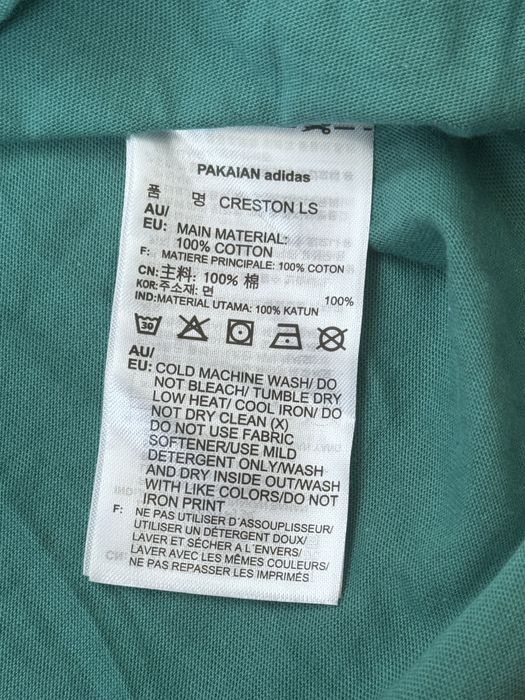 PAKAIAN adidas
품 명 CRESTON LS
AU/
EU: MAIN MATERIAL:
100% COTTON
F: MATIERE PRINCIPALE: 100% COTON
CN: 主料: 100% 棉
KOR: 주소재: 면 100%
IND: MATERIAL UTAMA: 100% KATUN
30
AU/
EU: COLD MACHINE WASH/ DO
NOT BLEACH/ TUMBLE DRY
LOW HEAT/ COOL IRON/ DO
NOT DRY CLEAN (X)
DO NOT USE FABRIC
SOFTENER/USE MILD
DETERGENT ONLY/WASH
AND DRY INSIDE OUT/WASH
WITH LIKE COLORS/DO NOT
IRON PRINT
F: NE PAS UTILISER D'ASSOUPLISSEUR/
UTILISER UN DÉTERGENT DOUX/
LAVER ET SÉCHER A L'ENVERS/
LAVER AVEC LES MÊMES COULEURS/
NE PAS REPASSER LES IMPRIMÉS